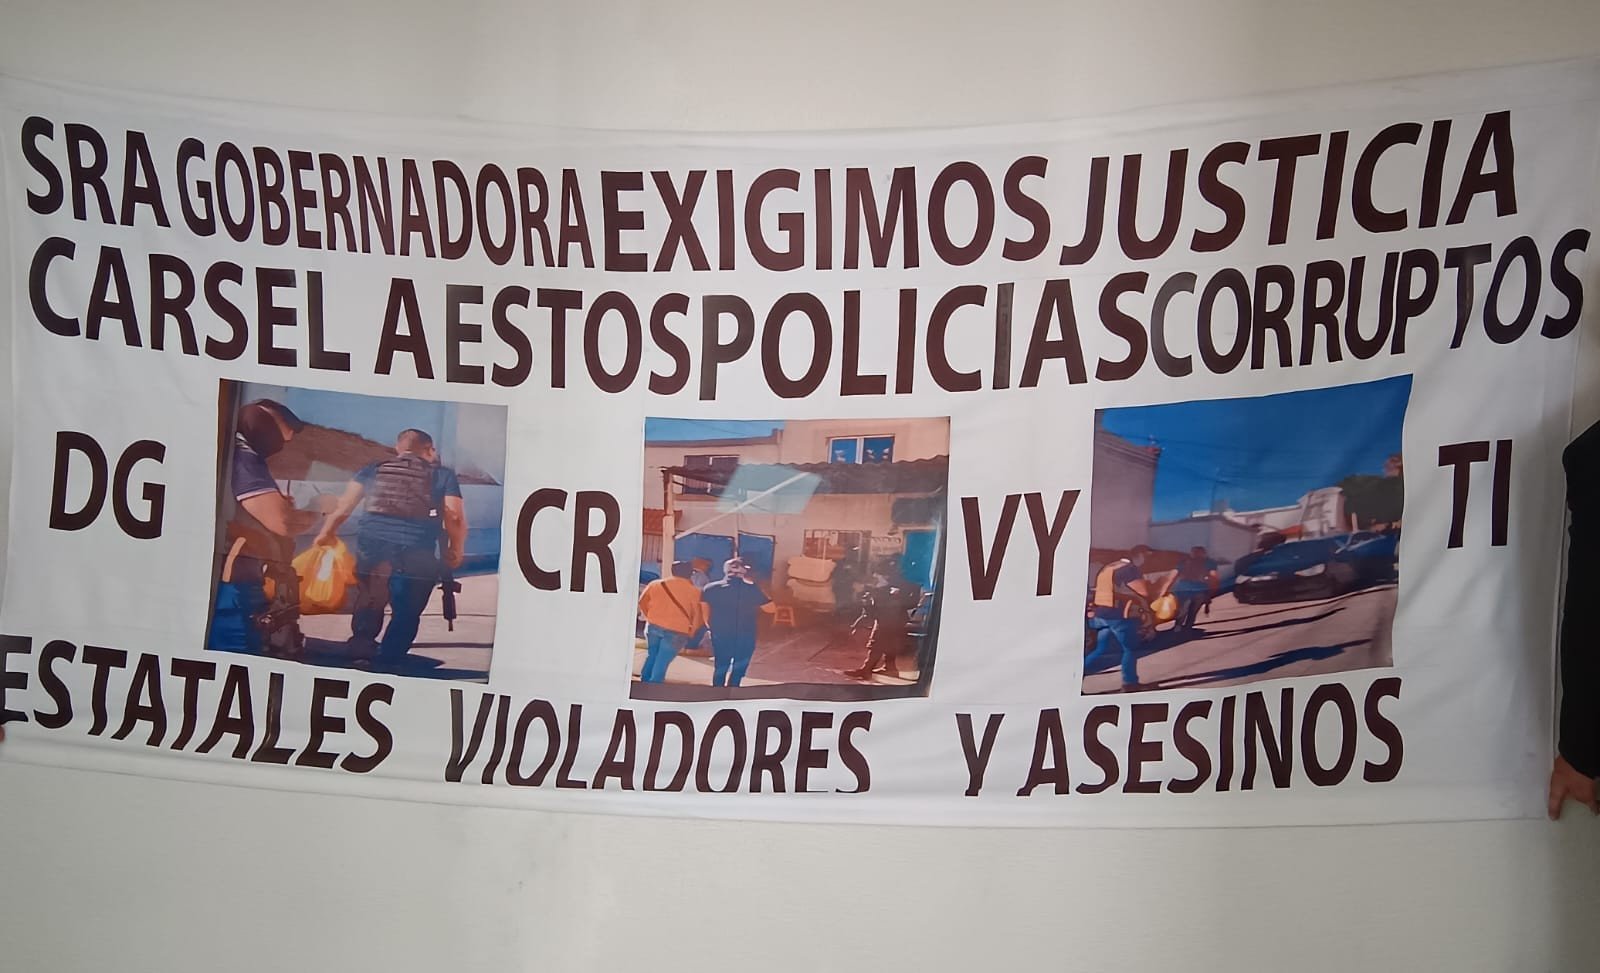 SRA GOBERNADORA EXIGIMOS JUSTICIA
CARSEL A ESTOS POLICIAS CORRUPTOS
DG CR VY TI
ESTATALES VIOLADORES Y ASESINOS